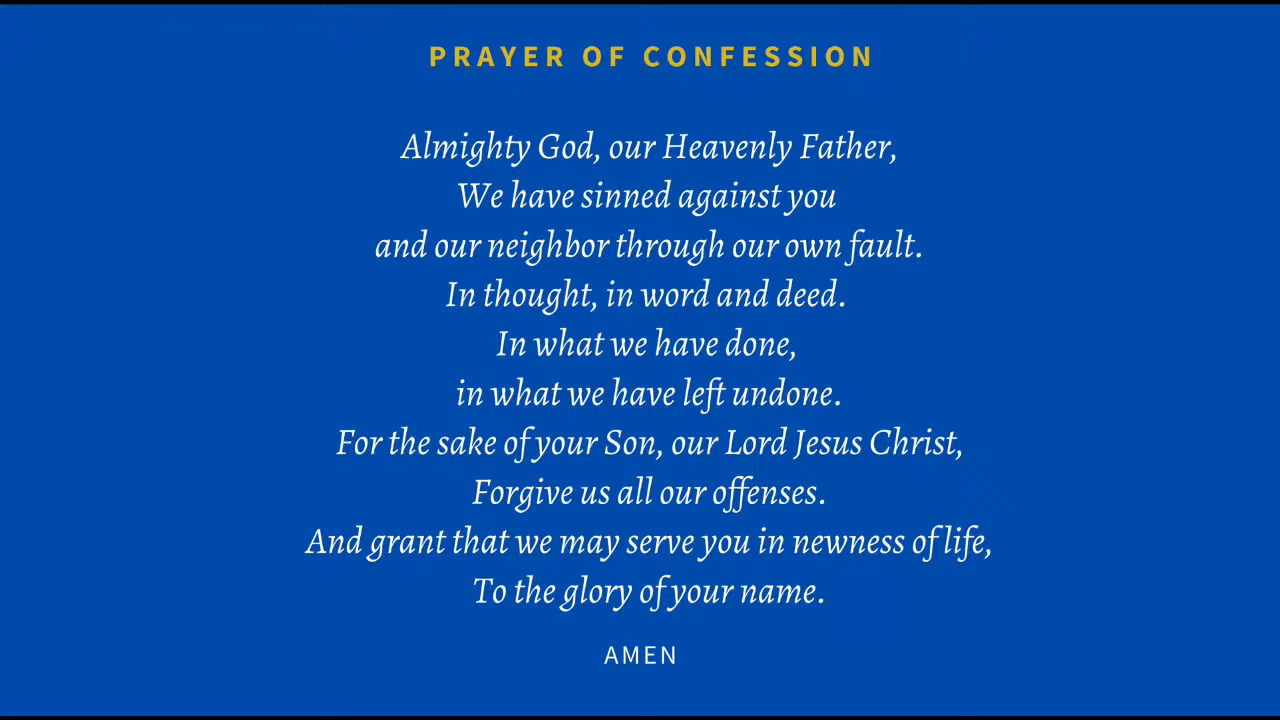 PRAYER OF CONFESSION
Almighty God, our Heavenly Father,
We have sinned against you
and our neighbor through our own fault.
In thought, in word and deed.
In what we have done,
in what we have left undone.
For the sake of your Son, our Lord Jesus Christ,
Forgive us all our offenses.
And grant that we may serve you in newness of life,
To the glory of your name.
AMEN